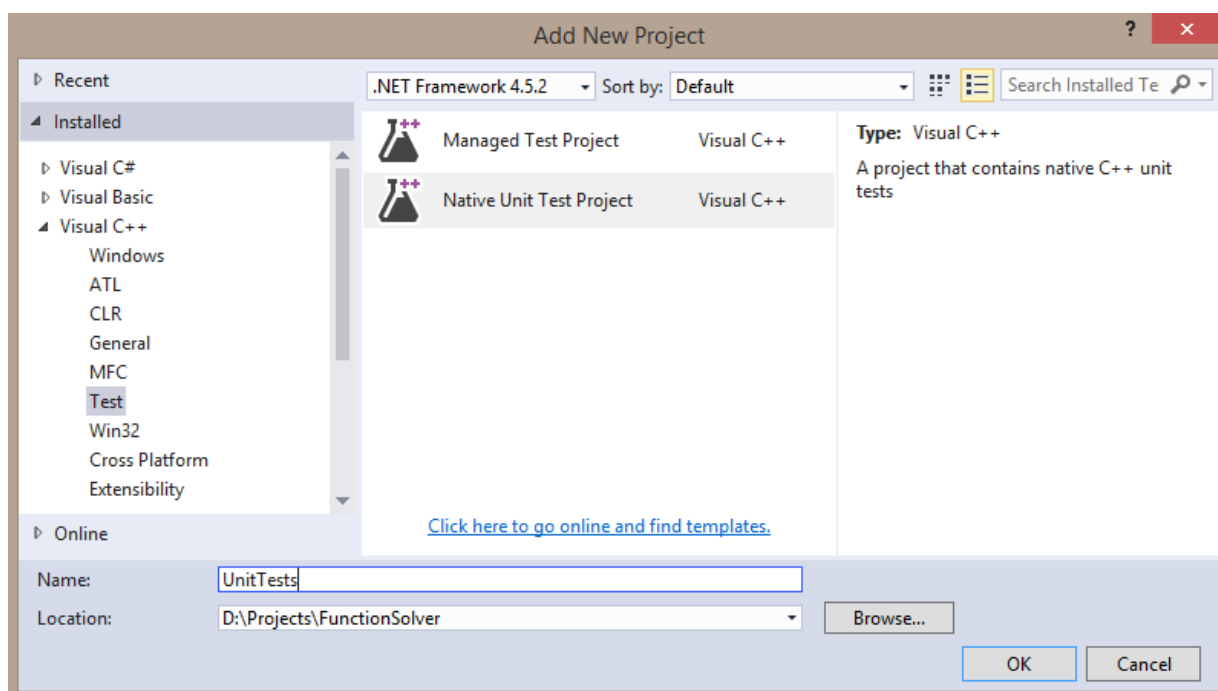 Add New Project
?
×
Recent
.NET Framework 4.5.2
Sort by: Default
Search Installed Te
Installed
Visual C#
Visual Basic
Visual C++
Windows
ATL
CLR
General
MFC
Test
Win32
Cross Platform
Extensibility
Online
++
Managed Test Project Visual C++
++
Native Unit Test Project Visual C++
Click here to go online and find templates.
Type: Visual C++
A project that contains native C++ unit
tests
Name: UnitTests
Location: D:\Projects\FunctionSolver
Browse...
OK Cancel